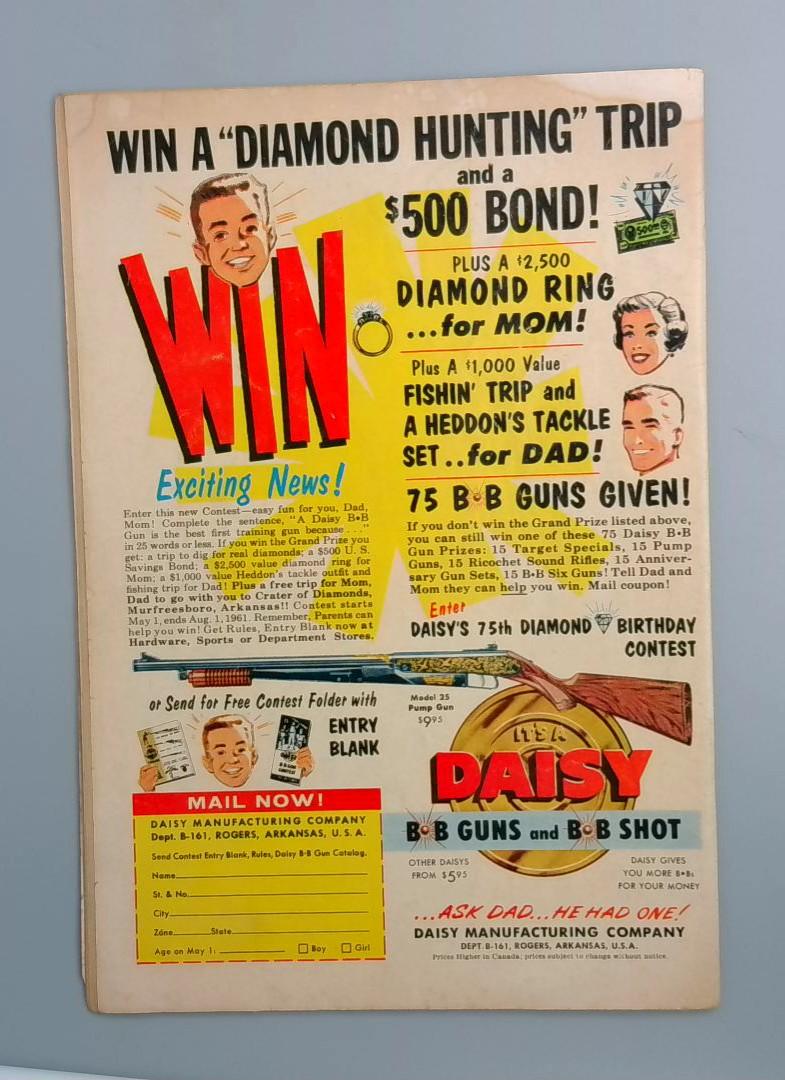 WIN A "DIAMOND HUNTING" TRIP
and a
$500 BOND!
$500
WIN
PLUS A $2,500
DIAMOND RING
...for MOM!
Plus A $1,000 Value
FISHIN' TRIP and
A HEDDON'S TACKLE
SET..for DAD!
75 B•B GUNS GIVEN!
Exciting News!
Enter this new Contest—easy fun for you, Dad,
Mom! Complete the sentence, "A Daisy B•B
Gun is the best first training gun because . . . ."
in 25 words or less. If you win the Grand Prize you
get: a trip to dig for real diamonds; a $500 U. S.
Savings Bond; a $2,500 value diamond ring for
Mom; a $1,000 value Heddon's tackle outfit and
fishing trip for Dad! Plus a free trip for Mom,
Dad to go with you to Crater of Diamonds,
Murfreesboro, Arkansas!! Contest starts
May 1, ends Aug. 1, 1961. Remember, Parents can
help you win! Get Rules, Entry Blank now at
Hardware, Sports or Department Stores.
If you don't win the Grand Prize listed above,
you can still win one of these 75 Daisy B•B
Gun Prizes: 15 Target Specials, 15 Pump
Guns, 15 Ricochet Sound Rifles, 15 Anniver-
sary Gun Sets, 15 B•B Six Guns! Tell Dad and
Mom they can help you win. Mail coupon!
Enter
DAISY'S 75th DIAMOND BIRTHDAY
CONTEST
or Send for Free Contest Folder with
ENTRY
BLANK
Model 25
Pump Gun
$9.95
IT'S A
DAISY
B•B GUNS and B•B SHOT
OTHER DAISYS
FROM $5.95
DAISY GIVES
YOU MORE B•Bs
FOR YOUR MONEY
...ASK DAD...HE HAD ONE!
DAISY MANUFACTURING COMPANY
DEPT. B-161, ROGERS, ARKANSAS, U.S.A.
Prices Higher in Canada; prices subject to change without notice.
MAIL NOW!
DAISY MANUFACTURING COMPANY
Dept. B-161, ROGERS, ARKANSAS, U. S. A.
Send Contest Entry Blank, Rules, Daisy B-B Gun Catalog.
Name
St. & No.
City
Zone State
Age on May 1: Boy Girl